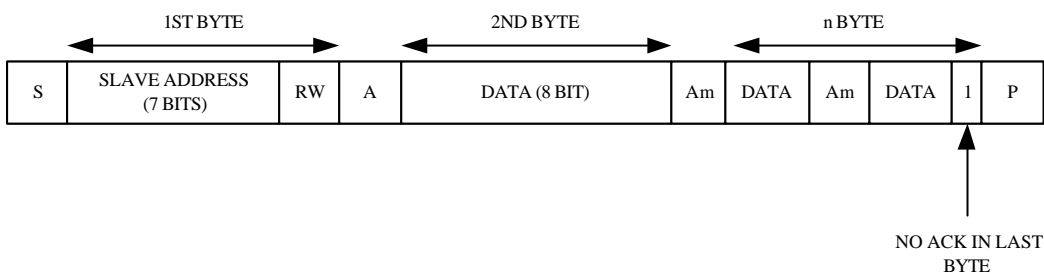 1ST BYTE
2ND BYTE
n BYTE
S
SLAVE ADDRESS
(7 BITS)
RW
A
DATA (8 BIT)
Am
DATA
Am
DATA
1
P
NO ACK IN LAST
BYTE